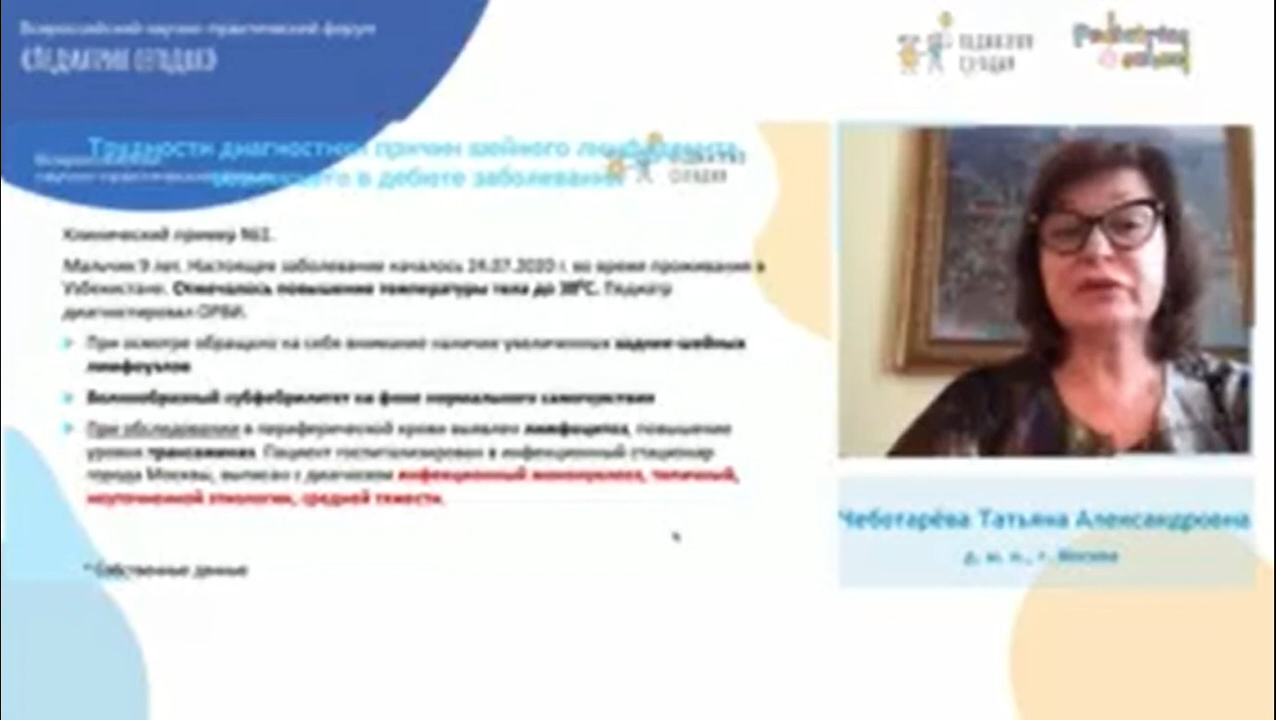 Всероссийский научно-практический форум
«ПЕДИАТРИЯ СЕГОДНЯ»
ПЕДИАТРИЯ
СЕГОДНЯ
Трудности диагностики причин шейного лимфаденита,
в дебюте заболевания
СЕГОДНЯ
Клинический пример №2.
Мальчик 9 лет. Настоящее заболевание началось 24.07.2020 г. во время проживания в
Узбекистане. Отмечалось повышение температуры тела до 38°С. Педиатр
диагностировал ОРВИ.
При осмотре обращало на себя внимание наличие увеличенных задне-шейных
лимфоузлов
Волнообразный субфебрилитет на фоне нормального самочувствия
При обследовании в периферической крови выявлен лимфоцитоз, повышение
уровня трансаминаз. Пациент госпитализирован в инфекционный стационар
города Москвы, выписан с диагнозом инфекционный мононуклеоз, типичный,
неуточненной этиологии, средней тяжести.
* Собственные данные
Чеботарёва Татьяна Александровна
д. м. н., г. Москва